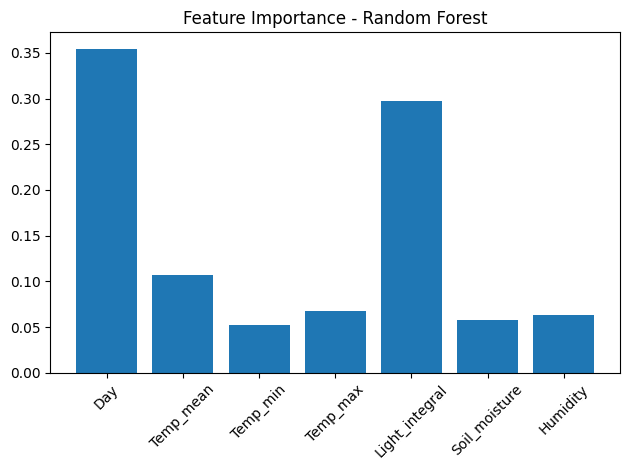 Feature Importance - Random Forest
0.35
0.30
0.25
0.20
0.15
0.10
0.05
0.00
Day
Temp_mean
Temp_min
Temp_max
Light_integral
Soil_moisture
Humidity